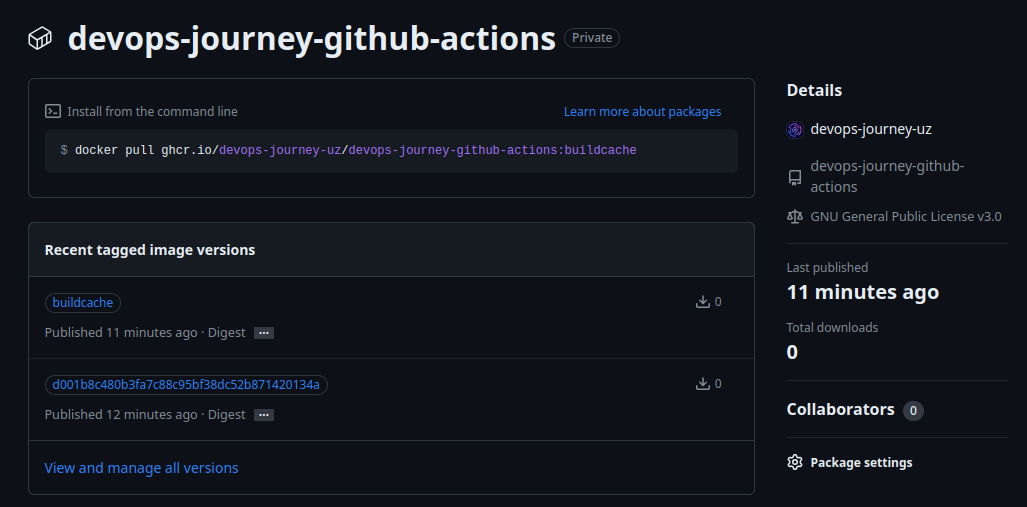 devops-journey-github-actions Private
Install from the command line
Learn more about packages
$ docker pull ghcr.io/devops-journey-uz/devops-journey-github-actions:buildcache
Recent tagged image versions
buildcache
0
Published 11 minutes ago · Digest ...
d001b8c480b3fa7c88c95bf38dc52b871420134a
0
Published 12 minutes ago · Digest ...
View and manage all versions
Details
devops-journey-uz
devops-journey-github-
actions
GNU General Public License v3.0
Last published
11 minutes ago
Total downloads
0
Collaborators 0
Package settings